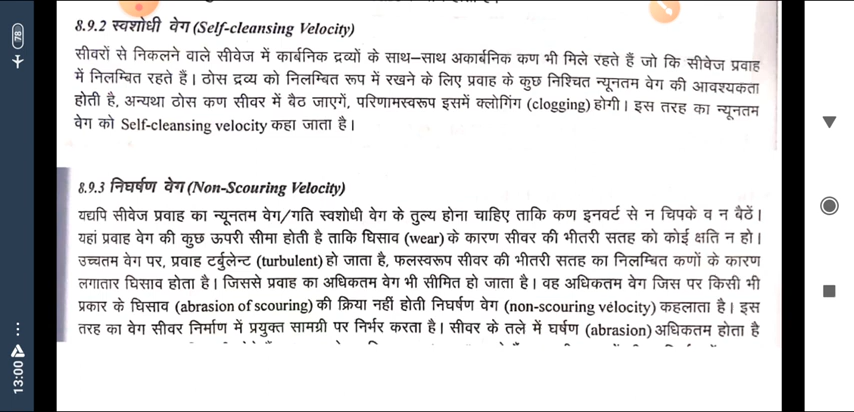 8.9.2 स्वशोधी वेग (Self-cleansing Velocity)
सीवरों से निकलने वाले सीवेज में कार्बनिक द्रव्यों के साथ–साथ अकार्बनिक कण भी मिले रहते हैं जो कि सीवेज प्रवाह
में निलम्बित रहते हैं। ठोस द्रव्य को निलम्बित रूप में रखने के लिए प्रवाह के कुछ निश्चित न्यूनतम वेग की आवश्यकता
होती है, अन्यथा ठोस कण सीवर में बैठ जाएगें, परिणामस्वरूप इसमें क्लोगिंग (clogging) होगी। इस तरह का न्यूनतम
वेग को Self-cleansing velocity कहा जाता है।
8.9.3 निघर्षण वेग (Non-Scouring Velocity)
यद्यपि सीवेज प्रवाह का न्यूनतम वेग/गति स्वशोधी वेग के तुल्य होना चाहिए ताकि कण इनवर्ट से न चिपके व न बैठें।
यहां प्रवाह वेग की कुछ ऊपरी सीमा होती है ताकि घिसाव (wear) के कारण सीवर की भीतरी सतह को कोई क्षति न हो।
उच्चतम वेग पर, प्रवाह टर्बुलेन्ट (turbulent) हो जाता है, फलस्वरूप सीवर की भीतरी सतह का निलम्बित कणों के कारण
लगातार घिसाव होता है। जिससे प्रवाह का अधिकतम वेग भी सीमित हो जाता है। वह अधिकतम वेग जिस पर किसी भी
प्रकार के घिसाव (abrasion of scouring) की क्रिया नहीं होती निघर्षण वेग (non-scouring velocity) कहलाता है। इस
तरह का वेग सीवर निर्माण में प्रयुक्त सामग्री पर निर्भर करता है। सीवर के तले में घर्षण (abrasion) अधिकतम होता है
78
13:00